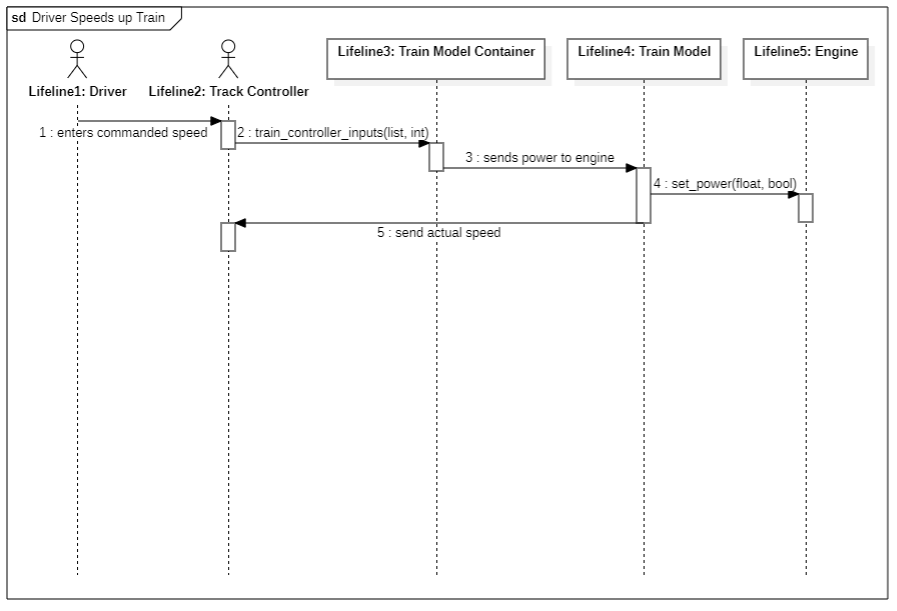 sd Driver Speeds up Train
Lifeline3: Train Model Container
Lifeline4: Train Model
Lifeline5: Engine
Lifeline1: Driver
Lifeline2: Track Controller
1 : enters commanded speed
2 : train_controller_inputs(list, int)
3 : sends power to engine
4 : set_power(float, bool)
5 : send actual speed